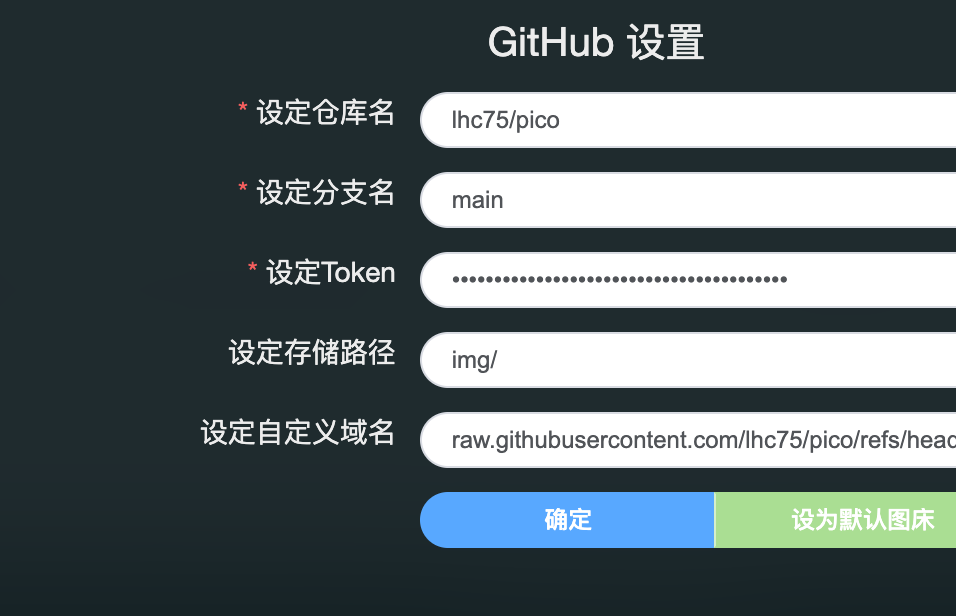 GitHub 设置
* 设定仓库名 lhc75/pico
* 设定分支名 main
* 设定Token ••••••••••••••••••••••••••••••••••••••••
设定存储路径 img/
设定自定义域名 raw.githubusercontent.com/lhc75/pico/refs/head
确定 设为默认图床